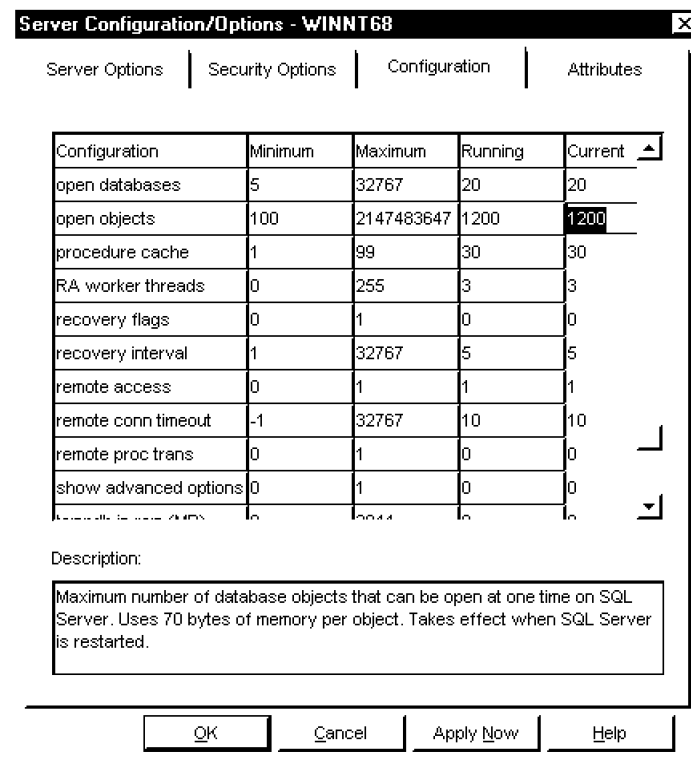 Server Configuration/Options - WINNT68
Server Options Security Options Configuration Attributes
Configuration Minimum Maximum Running Current
open databases 5 32767 20 20
open objects 100 2147483647 1200 1200
procedure cache 1 99 30 30
RA worker threads 0 255 3 3
recovery flags 0 1 0 0
recovery interval 1 32767 5 5
remote access 0 1 1 1
remote conn timeout -1 32767 10 10
remote proc trans 0 1 0 0
show advanced options 0 1 0 0
Description:
Maximum number of database objects that can be open at one time on SQL
Server. Uses 70 bytes of memory per object. Takes effect when SQL Server
is restarted.
OK Cancel Apply Now Help